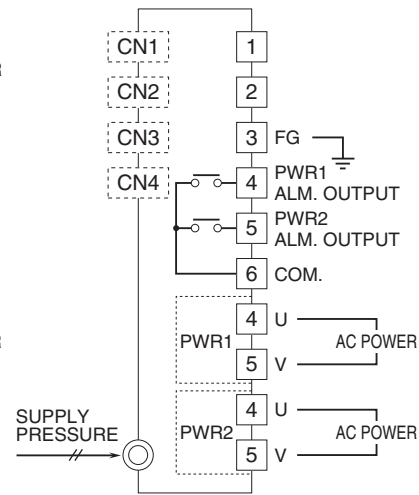 CN1
1
R
CN2
2
CN3
3 FG
CN4
4 PWR1
ALM. OUTPUT
5 PWR2
ALM. OUTPUT
6 COM.
PWR1
4 U
AC POWER
5 V
R
SUPPLY
PRESSURE
PWR2
4 U
AC POWER
5 V